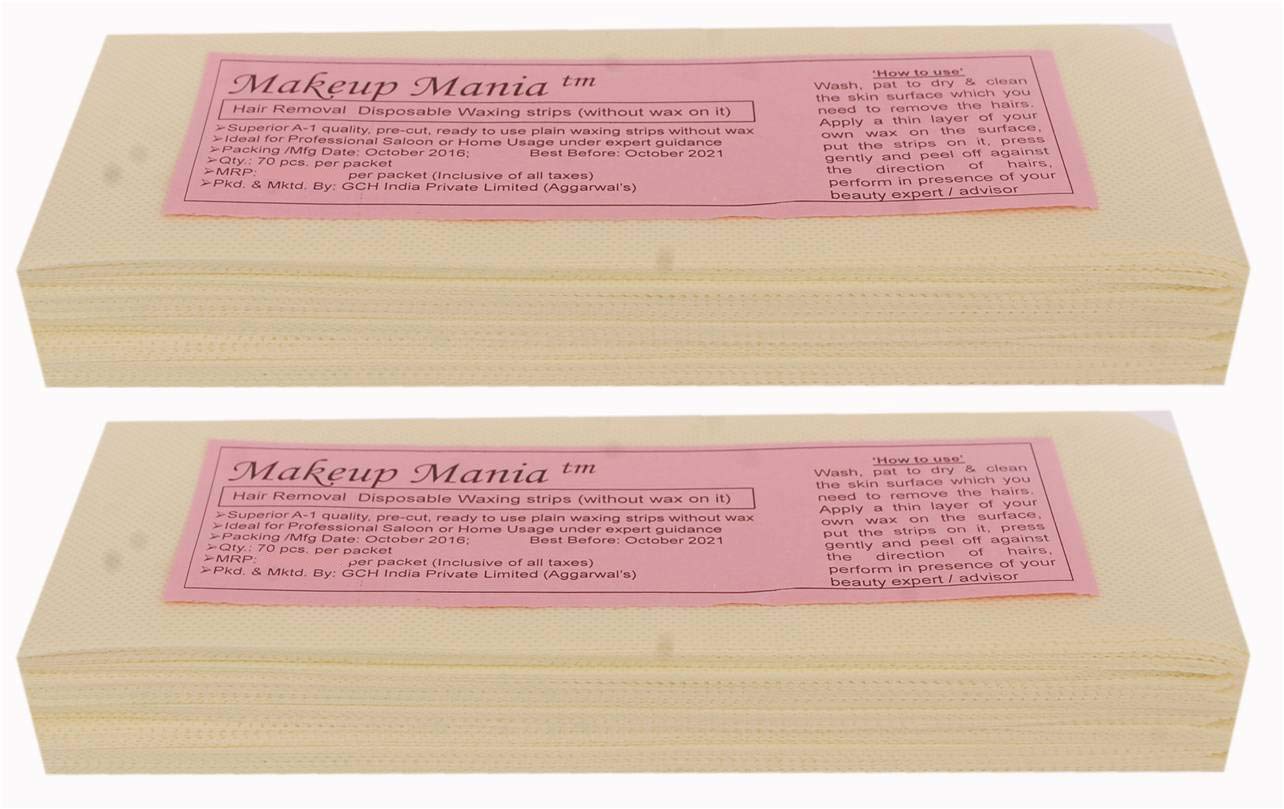 Makeup Mania tm
Hair Removal Disposable Waxing strips (without wax on it)
➢Superior A-1 quality, pre-cut, ready to use plain waxing strips without wax
➢Ideal for Professional Saloon or Home Usage under expert guidance
➢Packing /Mfg Date: October 2016; Best Before: October 2021
➢Qty.: 70 pcs. per packet
➢MRP: per packet (Inclusive of all taxes)
➢Pkd. & Mktd. By: GCH India Private Limited (Aggarwal's)
'How to use'
Wash, pat to dry & clean
the skin surface which you
need to remove the hairs.
Apply a thin layer of your
own wax on the surface,
put the strips on it, press
gently and peel off against
the direction of hairs,
perform in presence of your
beauty expert / advisor
Makeup Mania tm
Hair Removal Disposable Waxing strips (without wax on it)
➢Superior A-1 quality, pre-cut, ready to use plain waxing strips without wax
➢Ideal for Professional Saloon or Home Usage under expert guidance
➢Packing /Mfg Date: October 2016; Best Before: October 2021
➢Qty.: 70 pcs. per packet
➢MRP: per packet (Inclusive of all taxes)
➢Pkd. & Mktd. By: GCH India Private Limited (Aggarwal's)
'How to use'
Wash, pat to dry & clean
the skin surface which you
need to remove the hairs.
Apply a thin layer of your
own wax on the surface,
put the strips on it, press
gently and peel off against
the direction of hairs,
perform in presence of your
beauty expert / advisor